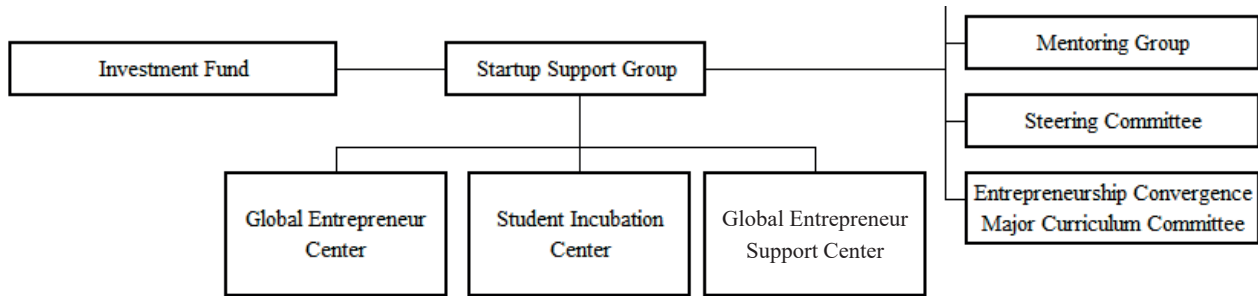 Mentoring Group
Investment Fund
Startup Support Group
Steering Committee
Entrepreneurship Convergence
Major Curriculum Committee
Global Entrepreneur
Center
Student Incubation
Center
Global Entrepreneur
Support Center